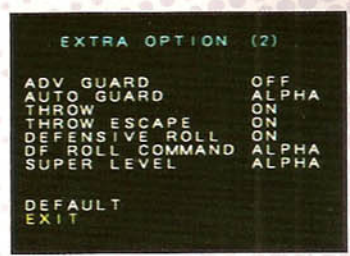 EXTRA OPTION (2)
ADV GUARD OFF
AUTO GUARD ALPHA
THROW ON
THROW ESCAPE ON
DEFENSIVE ROLL ON
DF ROLL COMMAND ALPHA
SUPER LEVEL ALPHA
DEFAULT
EXIT